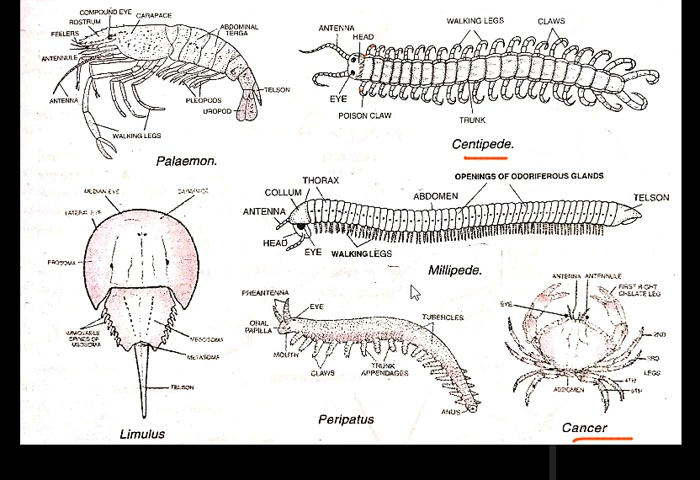 COMPOUND EYE
ROSTRUM
CARAPACE
FEELERS
ABDOMINAL
TERGA
ANTENNULE
ANTENNA
TELSON
PLEOPODS
UROPOD
WALKING LEGS
Palaemon.
ANTENNA
HEAD
WALKING LEGS
CLAWS
EYE
POISON CLAW
TRUNK
Centipede.
THORAX
OPENINGS OF ODORIFEROUS GLANDS
COLLUM
ABDOMEN
TELSON
ANTENNA
HEAD
EYE
WALKING LEGS
Millipede.
MEDIAN EYE
PROSOMA
MESOSOMA
METASOMA
TELSON
Limulus
PREANTENNA
EYE
TUBERCLES
ORAL
PAPILLA
MOUTH
CLAWS
TRUNK
APPENDAGES
ANUS
Peripatus
ANTENNA ANTENNULE
EYE
FIRST RIGHT
CHELATE LEG
2ND
3RD
LEGS
4TH
5TH
ABDOMEN
Cancer